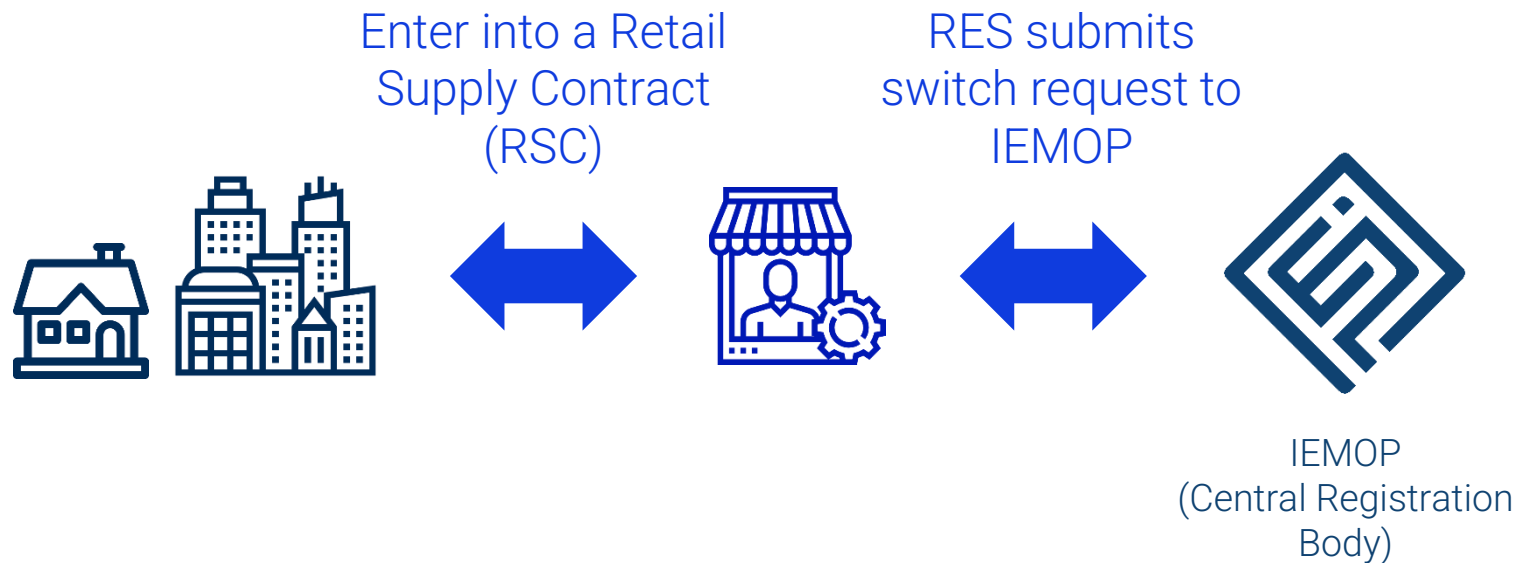 Enter into a Retail
Supply Contract
(RSC)
RES submits
switch request to
IEMOP
IEMOP
(Central Registration
Body)